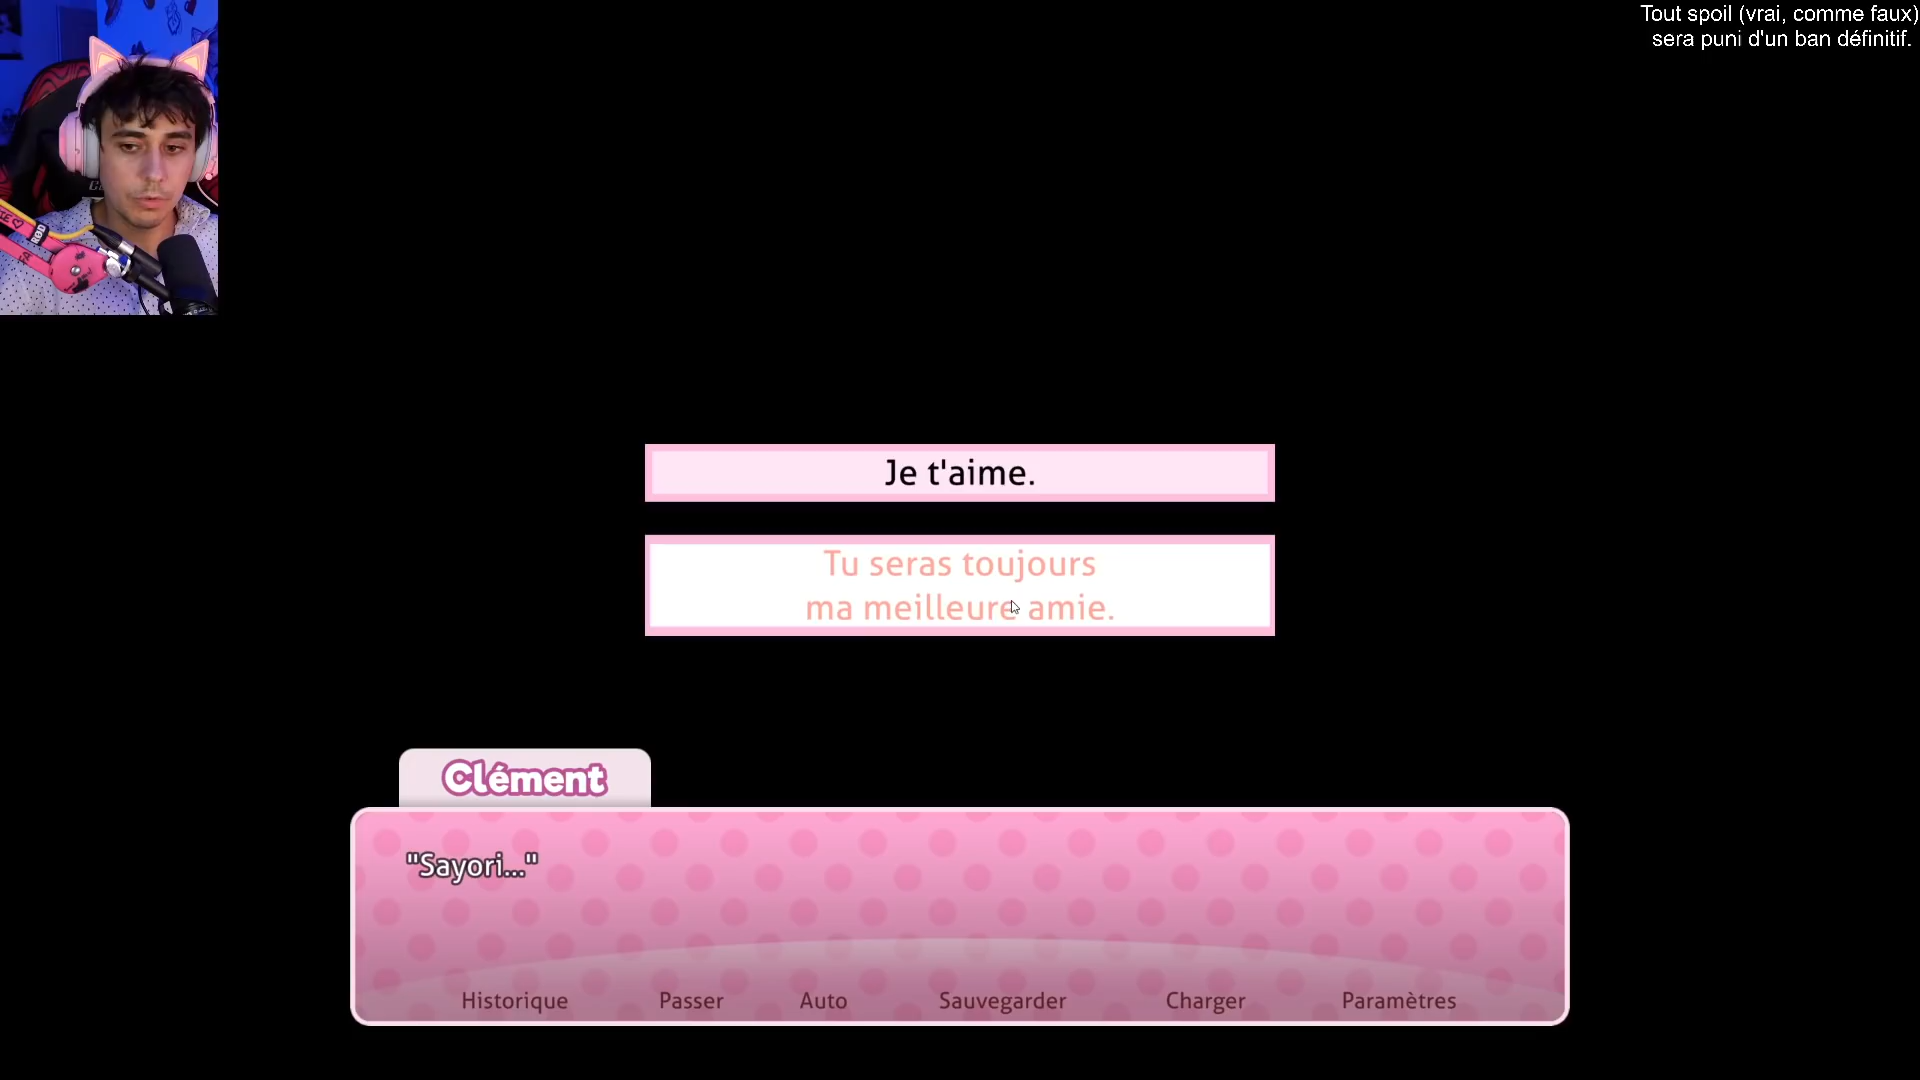 Tout spoil (vrai, comme faux)
sera puni d'un ban définitif.
RØD
Je t'aime.
Tu seras toujours
ma meilleure amie.
Clément
"Sayori..."
Historique Passer Auto Sauvegarder Charger Paramètres